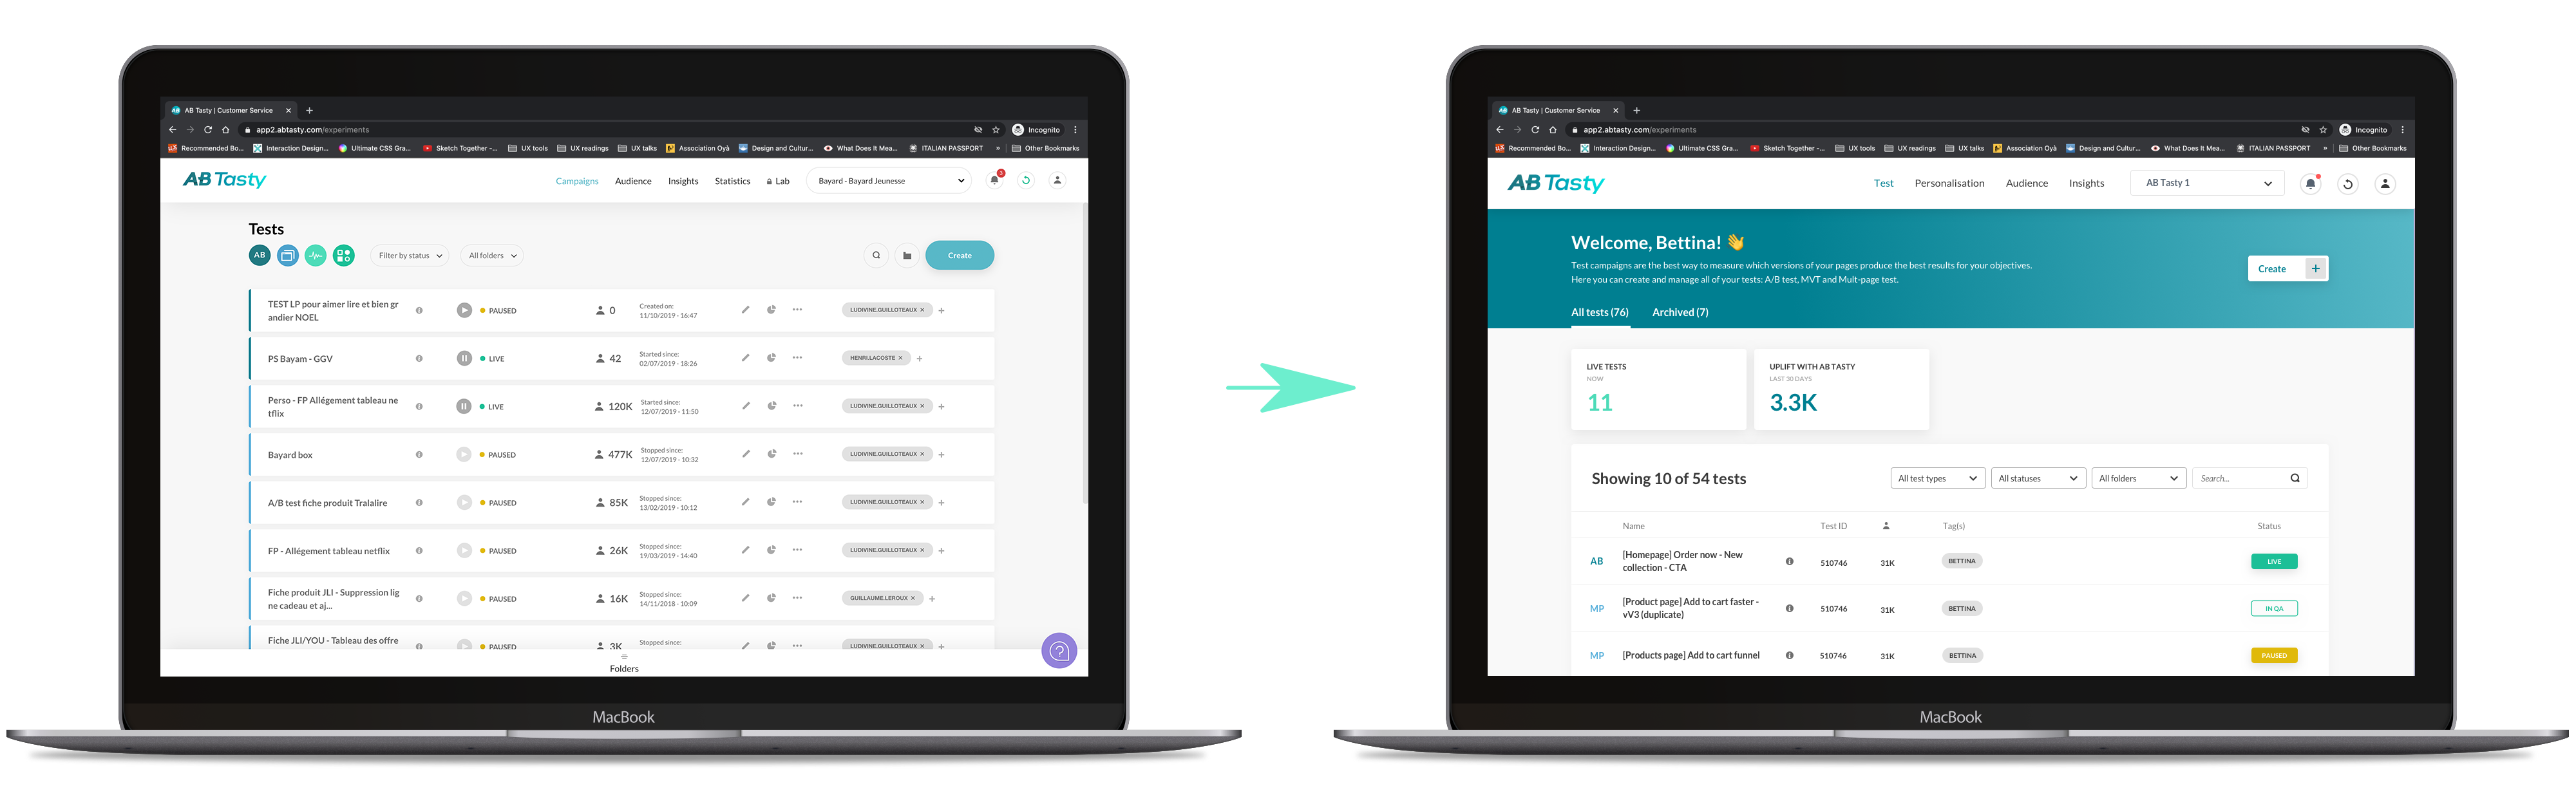 AB Tasty | Customer Service
app2.abtasty.com/experiments
Incognito
Recommended Bo... Interaction Design... Ultimate CSS Gra... Sketch Together -... UX tools UX readings UX talks Association Oyà Design and Cultur... What Does It Mea... ITALIAN PASSPORT » Other Bookmarks
AB Tasty
Campaigns Audience Insights Statistics Lab Bayard - Bayard Jeunesse
Tests
AB Filter by status All folders Create
TEST LP pour aimer lire et bien gr
andier NOEL
PAUSED 0 Created on:
11/10/2019 - 16:47
LUDIVINE.GUILLOTEAUX × +
PS Bayam - GGV LIVE 42 Started since:
02/07/2019 - 18:26
HENRI.LACOSTE × +
Perso - FP Allégement tableau ne
tflix
LIVE 120K Started since:
12/07/2019 - 11:50
LUDIVINE.GUILLOTEAUX × +
Bayard box PAUSED 477K Stopped since:
12/07/2019 - 10:32
LUDIVINE.GUILLOTEAUX × +
A/B test fiche produit Tralalire PAUSED 85K Stopped since:
13/02/2019 - 10:12
LUDIVINE.GUILLOTEAUX × +
FP - Allégement tableau netflix PAUSED 26K Stopped since:
19/03/2019 - 14:40
LUDIVINE.GUILLOTEAUX × +
Fiche produit JLI - Suppression lig
ne cadeau et aj...
PAUSED 16K Stopped since:
14/11/2018 - 10:09
GUILLAUME.LEROUX × +
Fiche JLI/YOU - Tableau des offre
PAUSED 3K Stopped since:
LUDIVINE.GUILLOTEAUX × +
Folders
MacBook
AB Tasty | Customer Service
app2.abtasty.com/experiments
Incognito
Recommended Bo... Interaction Design... Ultimate CSS Gra... Sketch Together -... UX tools UX readings UX talks Association Oyà Design and Cultur... What Does It Mea... ITALIAN PASSPORT » Other Bookmarks
AB Tasty
Test Personalisation Audience Insights AB Tasty 1
Welcome, Bettina! 👋
Test campaigns are the best way to measure which versions of your pages produce the best results for your objectives.
Here you can create and manage all of your tests: A/B test, MVT and Mult-page test.
Create +
All tests (76) Archived (7)
LIVE TESTS
NOW
11
UPLIFT WITH AB TASTY
LAST 30 DAYS
3.3K
Showing 10 of 54 tests
All test types All statuses All folders Search...
Name Test ID Tag(s) Status
AB [Homepage] Order now - New
collection - CTA
510746 31K BETTINA LIVE
MP [Product page] Add to cart faster -
vV3 (duplicate)
510746 31K BETTINA IN QA
MP [Products page] Add to cart funnel 510746 31K BETTINA PAUSED
MacBook